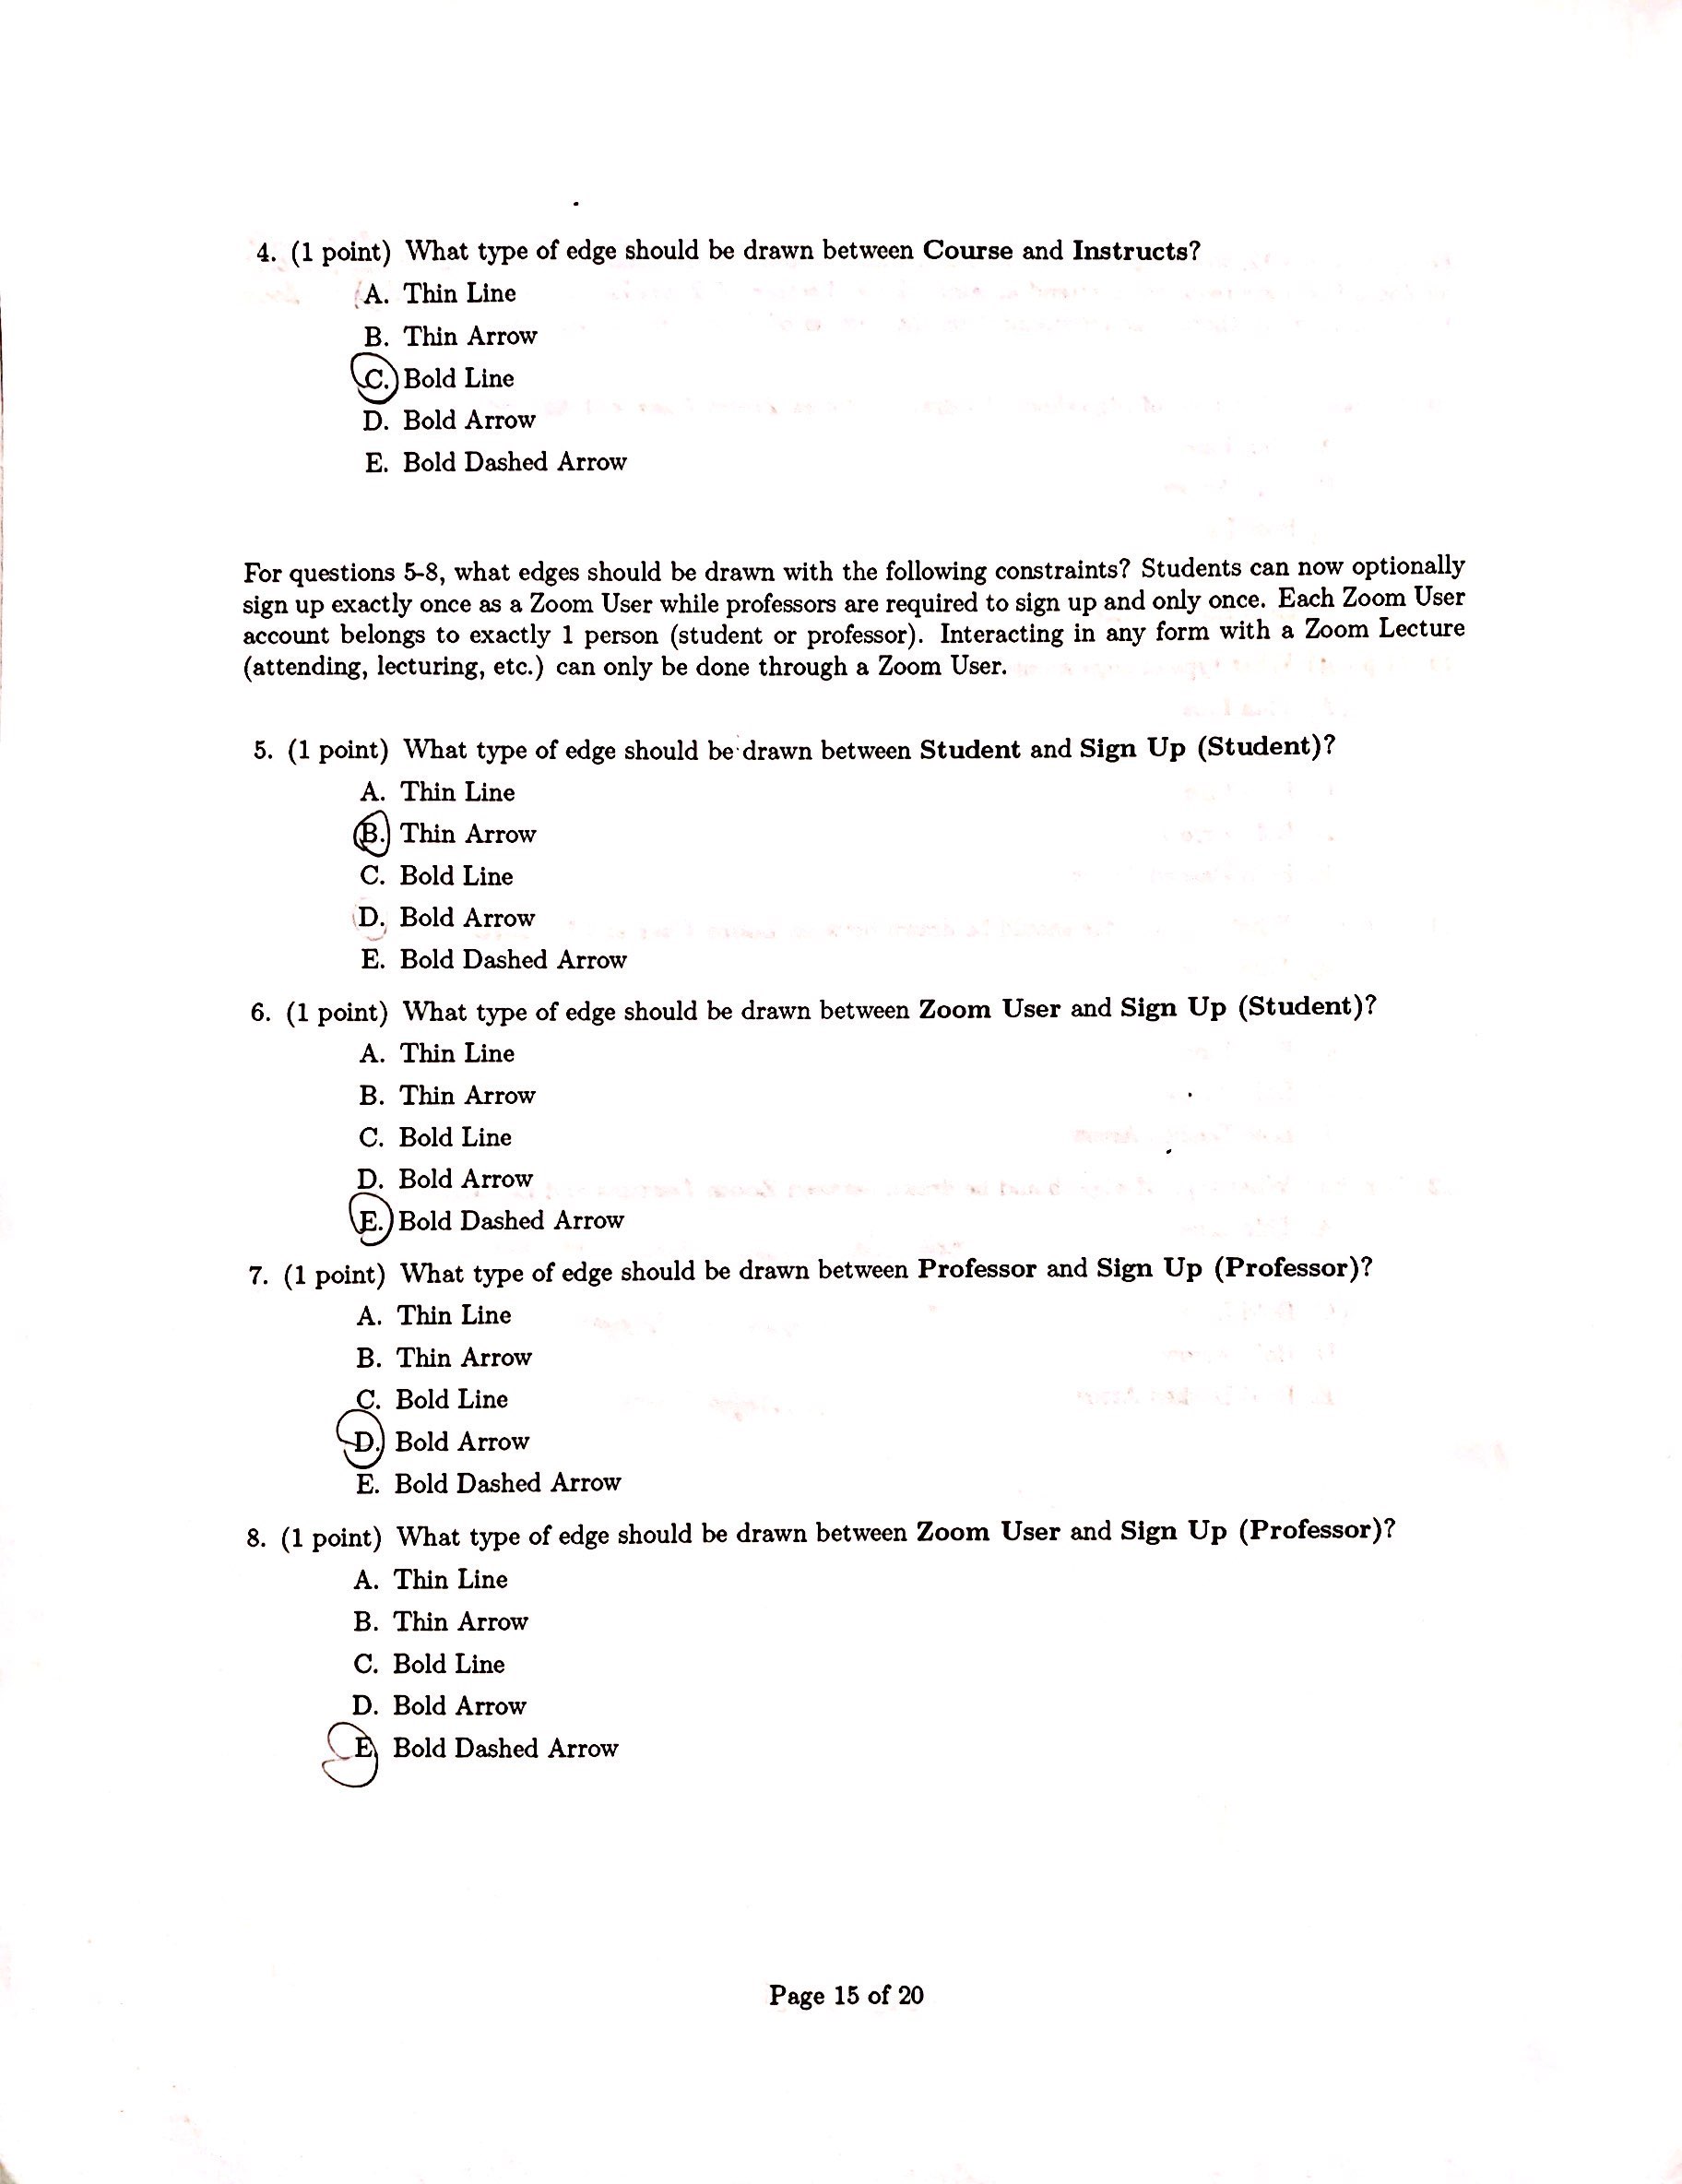 4. (1 point) What type of edge should be drawn between Course and Instructs?
A. Thin Line
B. Thin Arrow
C. Bold Line
D. Bold Arrow
E. Bold Dashed Arrow
For questions 5-8, what edges should be drawn with the following constraints? Students can now optionally
sign up exactly once as a Zoom User while professors are required to sign up and only once. Each Zoom User
account belongs to exactly 1 person (student or professor). Interacting in any form with a Zoom Lecture
(attending, lecturing, etc.) can only be done through a Zoom User.
5. (1 point) What type of edge should be drawn between Student and Sign Up (Student)?
A. Thin Line
B. Thin Arrow
C. Bold Line
D. Bold Arrow
E. Bold Dashed Arrow
6. (1 point) What type of edge should be drawn between Zoom User and Sign Up (Student)?
A. Thin Line
B. Thin Arrow
C. Bold Line
D. Bold Arrow
E. Bold Dashed Arrow
7. (1 point) What type of edge should be drawn between Professor and Sign Up (Professor)?
A. Thin Line
B. Thin Arrow
C. Bold Line
D. Bold Arrow
E. Bold Dashed Arrow
8. (1 point) What type of edge should be drawn between Zoom User and Sign Up (Professor)?
A. Thin Line
B. Thin Arrow
C. Bold Line
D. Bold Arrow
E. Bold Dashed Arrow
Page 15 of 20